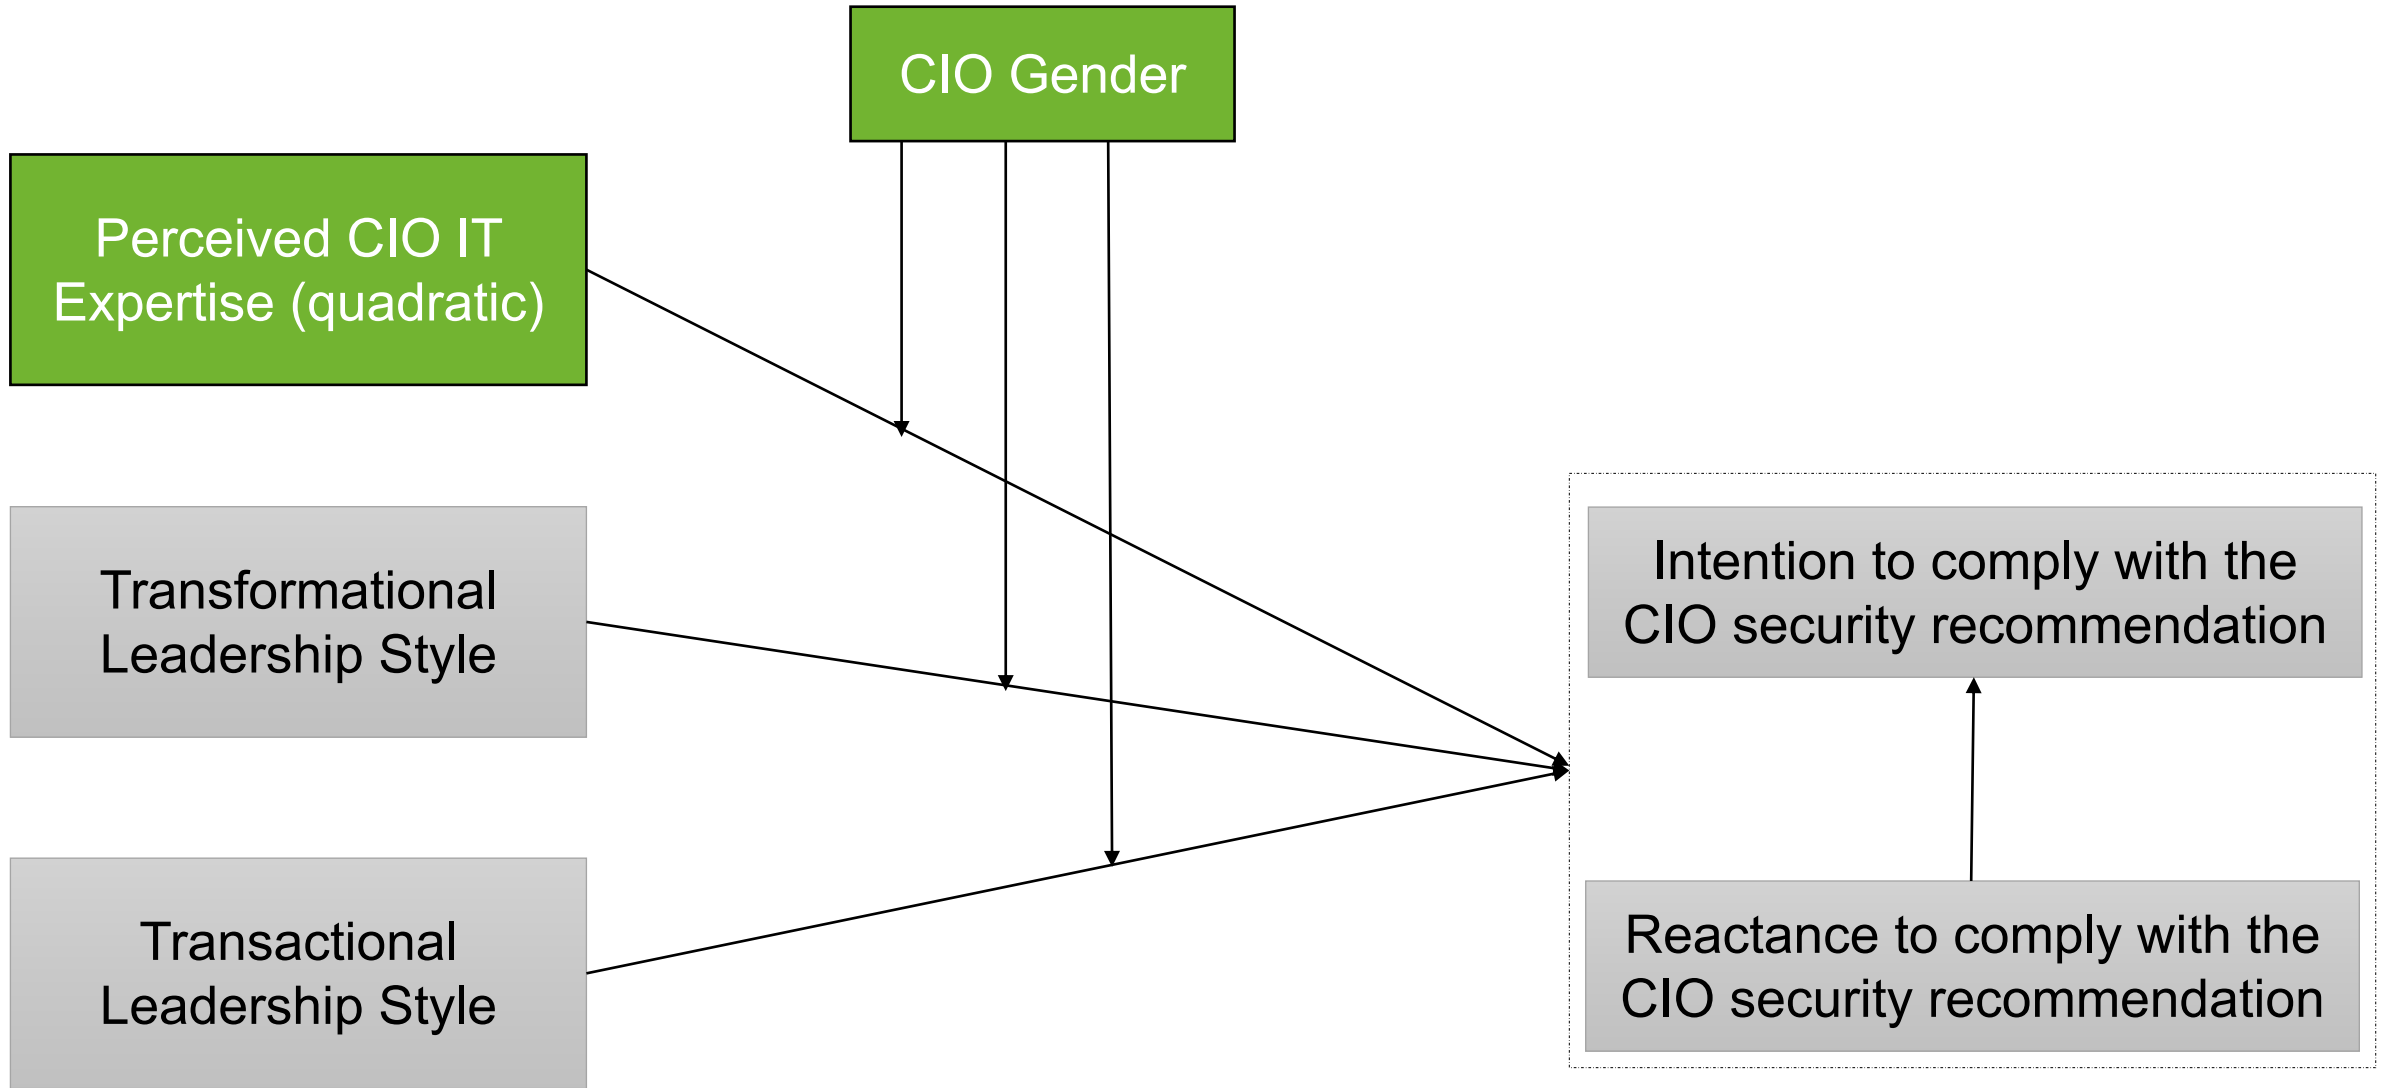 CIO Gender
Perceived CIO IT
Expertise (quadratic)
Transformational
Leadership Style
Transactional
Leadership Style
Intention to comply with the
CIO security recommendation
Reactance to comply with the
CIO security recommendation